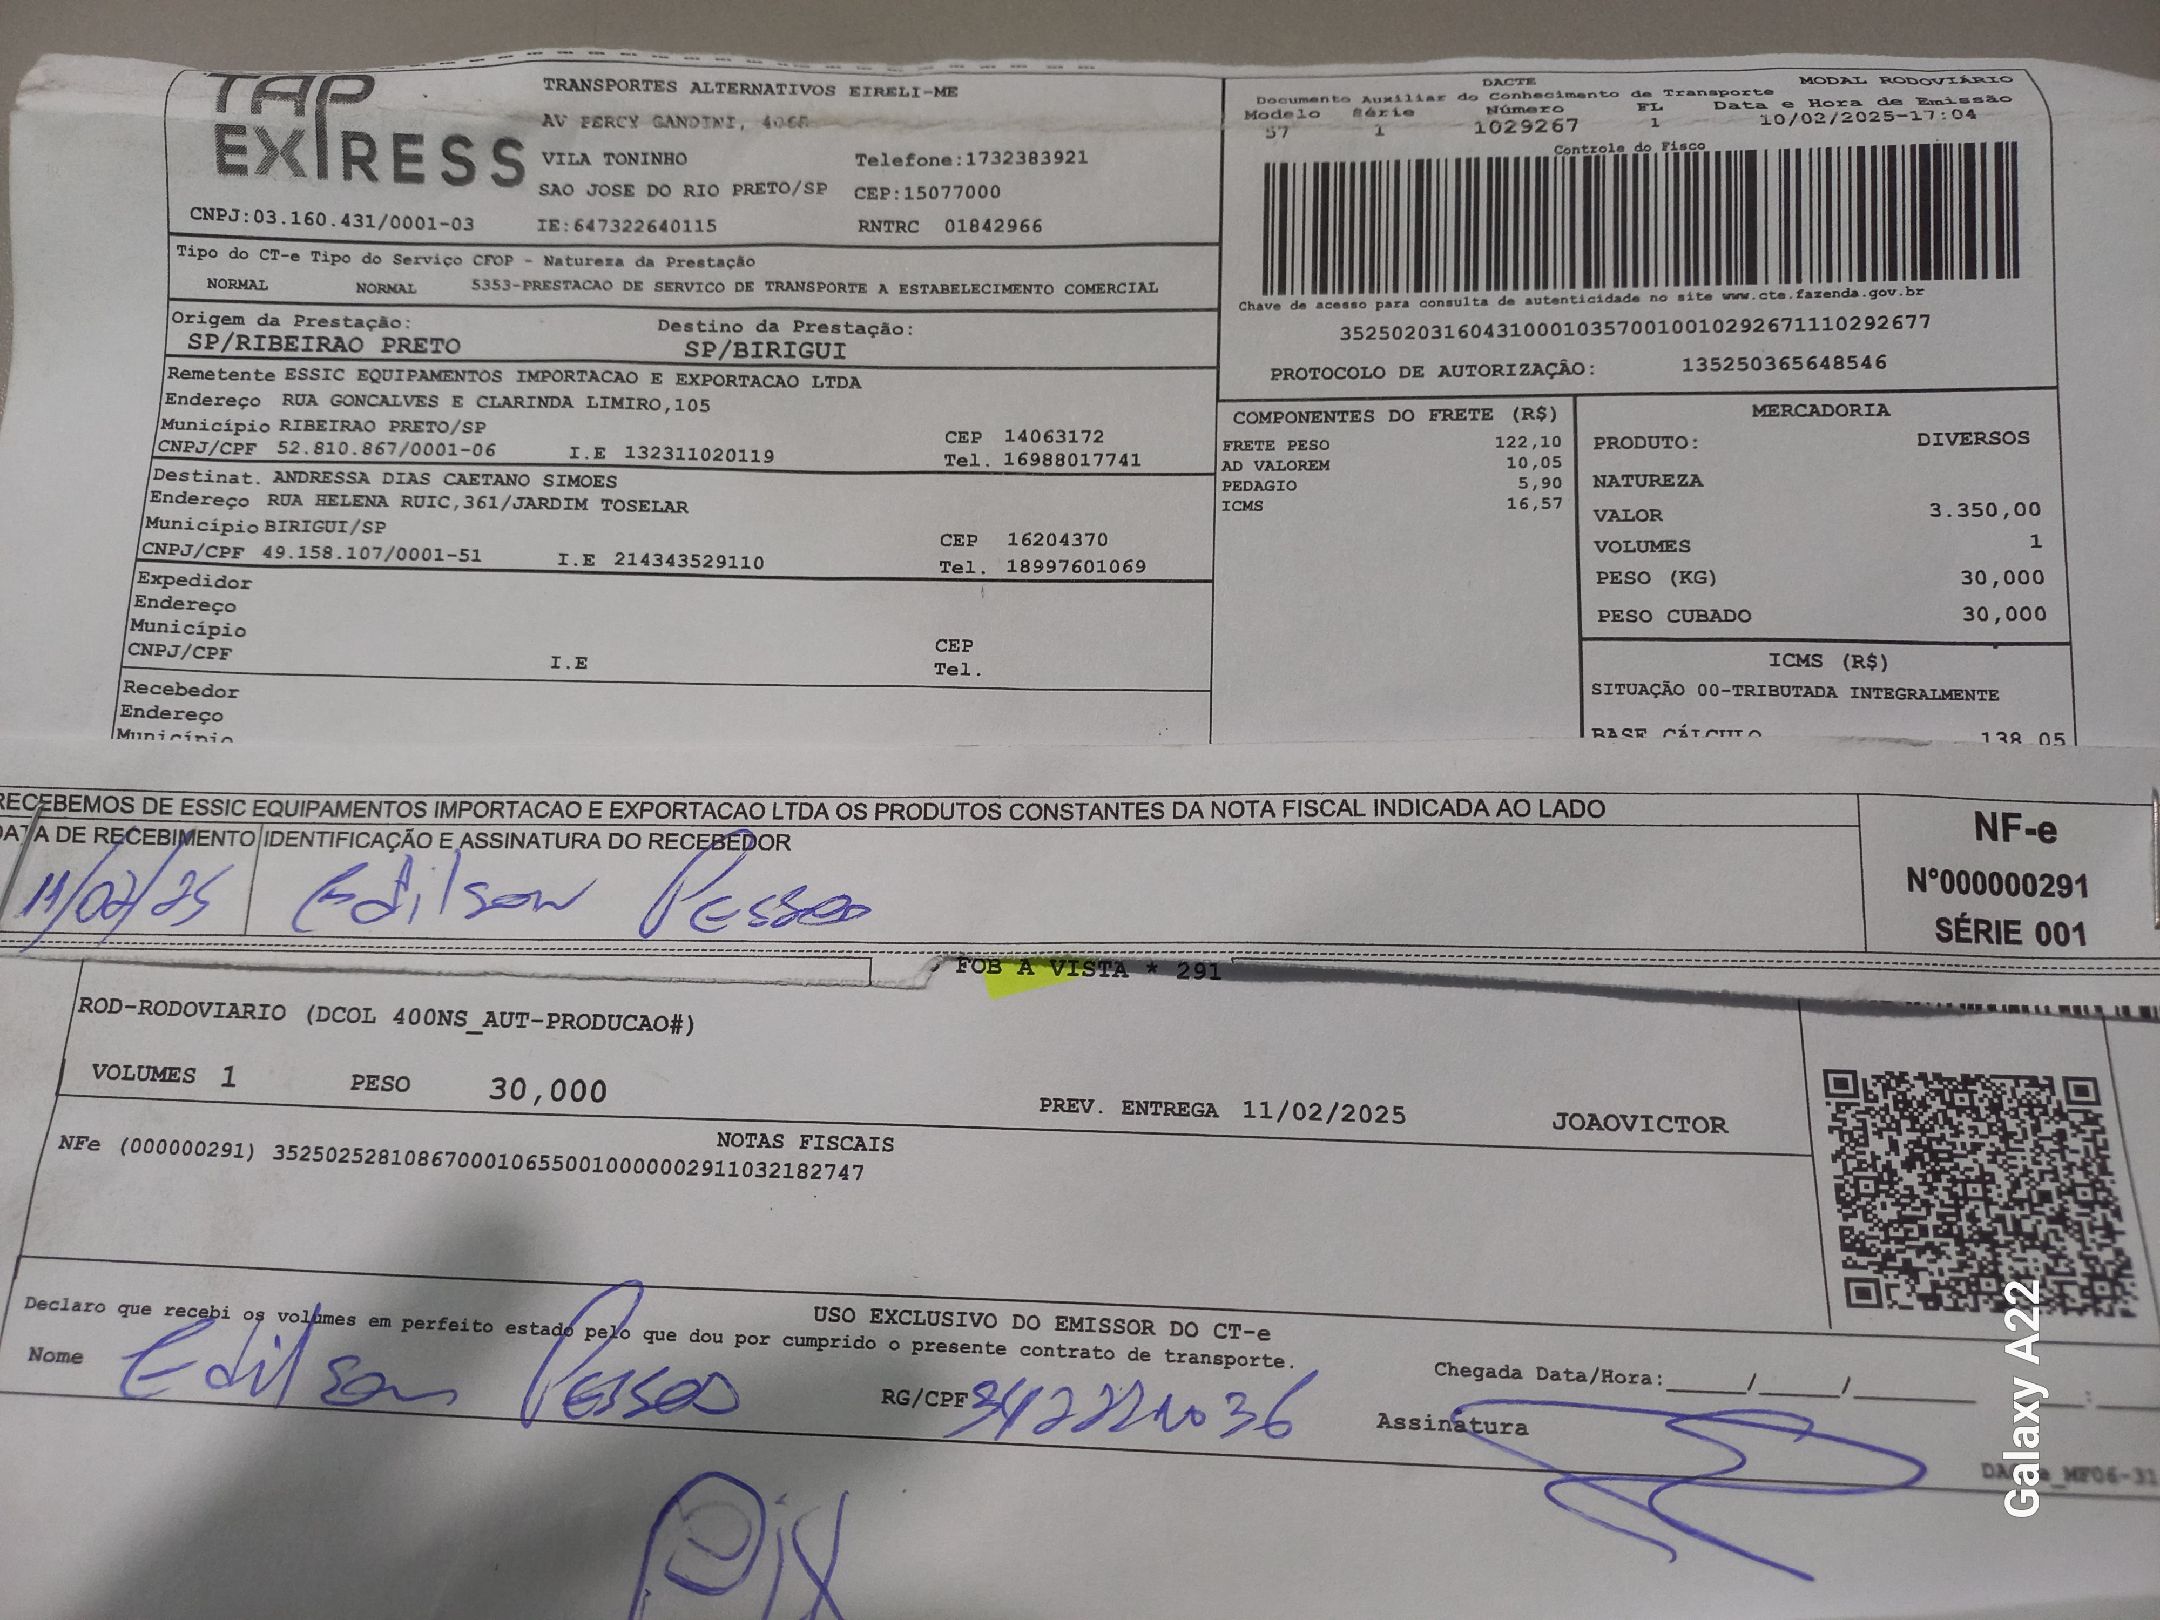 TAP EXPRESS
TRANSPORTES ALTERNATIVOS EIRELI-ME
AV PERCY GANDINI,
VILA TONINHO Telefone:1732383921
SAO JOSE DO RIO PRETO/SP CEP:15077000
CNPJ:03.160.431/0001-03 IE:647322640115 RNTRC 01842966
DACTE MODAL RODOVIÁRIO
Documento Auxiliar do Conhecimento de Transporte
Modelo Série Número FL Data e Hora de Emissão
57 1 1029267 1 10/02/2025-17:04
Controle do Fisco
Chave de acesso para consulta de autenticidade no site www.cte.fazenda.gov.br
35250203160431000103570010010292671110292677
PROTOCOLO DE AUTORIZAÇÃO: 135250365648546
Tipo do CT-e Tipo do Serviço CFOP - Natureza da Prestação
NORMAL NORMAL 5353-PRESTACAO DE SERVICO DE TRANSPORTE A ESTABELECIMENTO COMERCIAL
Origem da Prestação: Destino da Prestação:
SP/RIBEIRAO PRETO SP/BIRIGUI
Remetente ESSIC EQUIPAMENTOS IMPORTACAO E EXPORTACAO LTDA
Endereço RUA GONCALVES E CLARINDA LIMIRO,105
Município RIBEIRAO PRETO/SP CEP 14063172
CNPJ/CPF 52.810.867/0001-06 I.E 132311020119 Tel. 16988017741
Destinat. ANDRESSA DIAS CAETANO SIMOES
Endereço RUA HELENA RUIC,361/JARDIM TOSELAR
Município BIRIGUI/SP CEP 16204370
CNPJ/CPF 49.158.107/0001-51 I.E 214343529110 Tel. 18997601069
Expedidor
Endereço
Município CEP
CNPJ/CPF I.E Tel.
Recebedor
Endereço
Município
COMPONENTES DO FRETE (R$)
FRETE PESO 122,10
AD VALOREM 10,05
PEDAGIO 5,90
ICMS 16,57
MERCADORIA
PRODUTO: DIVERSOS
NATUREZA
VALOR 3.350,00
VOLUMES 1
PESO (KG) 30,000
PESO CUBADO 30,000
ICMS (R$)
SITUAÇÃO 00-TRIBUTADA INTEGRALMENTE
BASE CÁLCULO 138,05
RECEBEMOS DE ESSIC EQUIPAMENTOS IMPORTACAO E EXPORTACAO LTDA OS PRODUTOS CONSTANTES DA NOTA FISCAL INDICADA AO LADO
DATA DE RECEBIMENTO IDENTIFICAÇÃO E ASSINATURA DO RECEBEDOR
11/02/25 Edilson Pessoa
NF-e
N°000000291
SÉRIE 001
FOB A VISTA * 291
ROD-RODOVIARIO (DCOL 400NS_AUT-PRODUCAO#)
VOLUMES 1 PESO 30,000 PREV. ENTREGA 11/02/2025 JOAOVICTOR
NOTAS FISCAIS
NFe (000000291) 35250252810867000106550010000002911032182747
USO EXCLUSIVO DO EMISSOR DO CT-e
Declaro que recebi os volumes em perfeito estado pelo que dou por cumprido o presente contrato de transporte.
Nome Edilson Pessoa RG/CPF Assinatura
Chegada Data/Hora:____/____/____ :
Pix
Galaxy A22